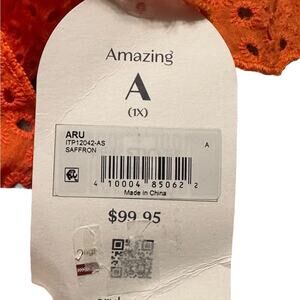 Amazing
A
(1X)
ARU
A
ITP12042-AS
SAFFRON
4 10004 85062 2
Made in China
$99.95